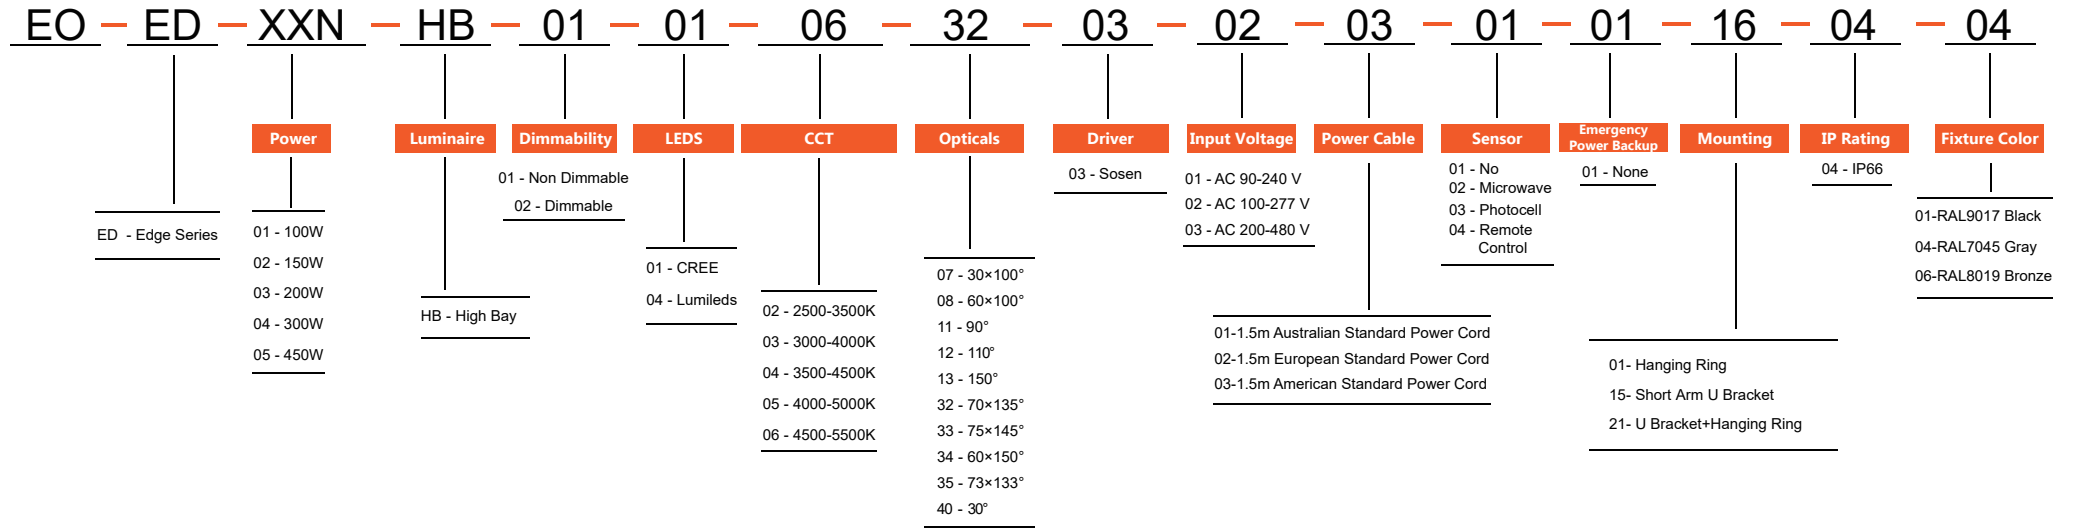 EO — ED — XXN — HB — 01 — 01 — 06 — 32 — 03 — 02 — 03 — 01 — 01 — 16 — 04 — 04
ED - Edge Series
Power
01 - 100W
02 - 150W
03 - 200W
04 - 300W
05 - 450W
Luminaire
HB - High Bay
Dimmability
01 - Non Dimmable
02 - Dimmable
LEDS
01 - CREE
04 - Lumileds
CCT
02 - 2500-3500K
03 - 3000-4000K
04 - 3500-4500K
05 - 4000-5000K
06 - 4500-5500K
Opticals
07 - 30×100°
08 - 60×100°
11 - 90°
12 - 110°
13 - 150°
32 - 70×135°
33 - 75×145°
34 - 60×150°
35 - 73×133°
40 - 30°
Driver
03 - Sosen
Input Voltage
01 - AC 90-240 V
02 - AC 100-277 V
03 - AC 200-480 V
Power Cable
01-1.5m Australian Standard Power Cord
02-1.5m European Standard Power Cord
03-1.5m American Standard Power Cord
Sensor
01 - No
02 - Microwave
03 - Photocell
04 - Remote
Control
Emergency
Power Backup
01 - None
Mounting
01- Hanging Ring
15- Short Arm U Bracket
21- U Bracket+Hanging Ring
IP Rating
04 - IP66
Fixture Color
01-RAL9017 Black
04-RAL7045 Gray
06-RAL8019 Bronze